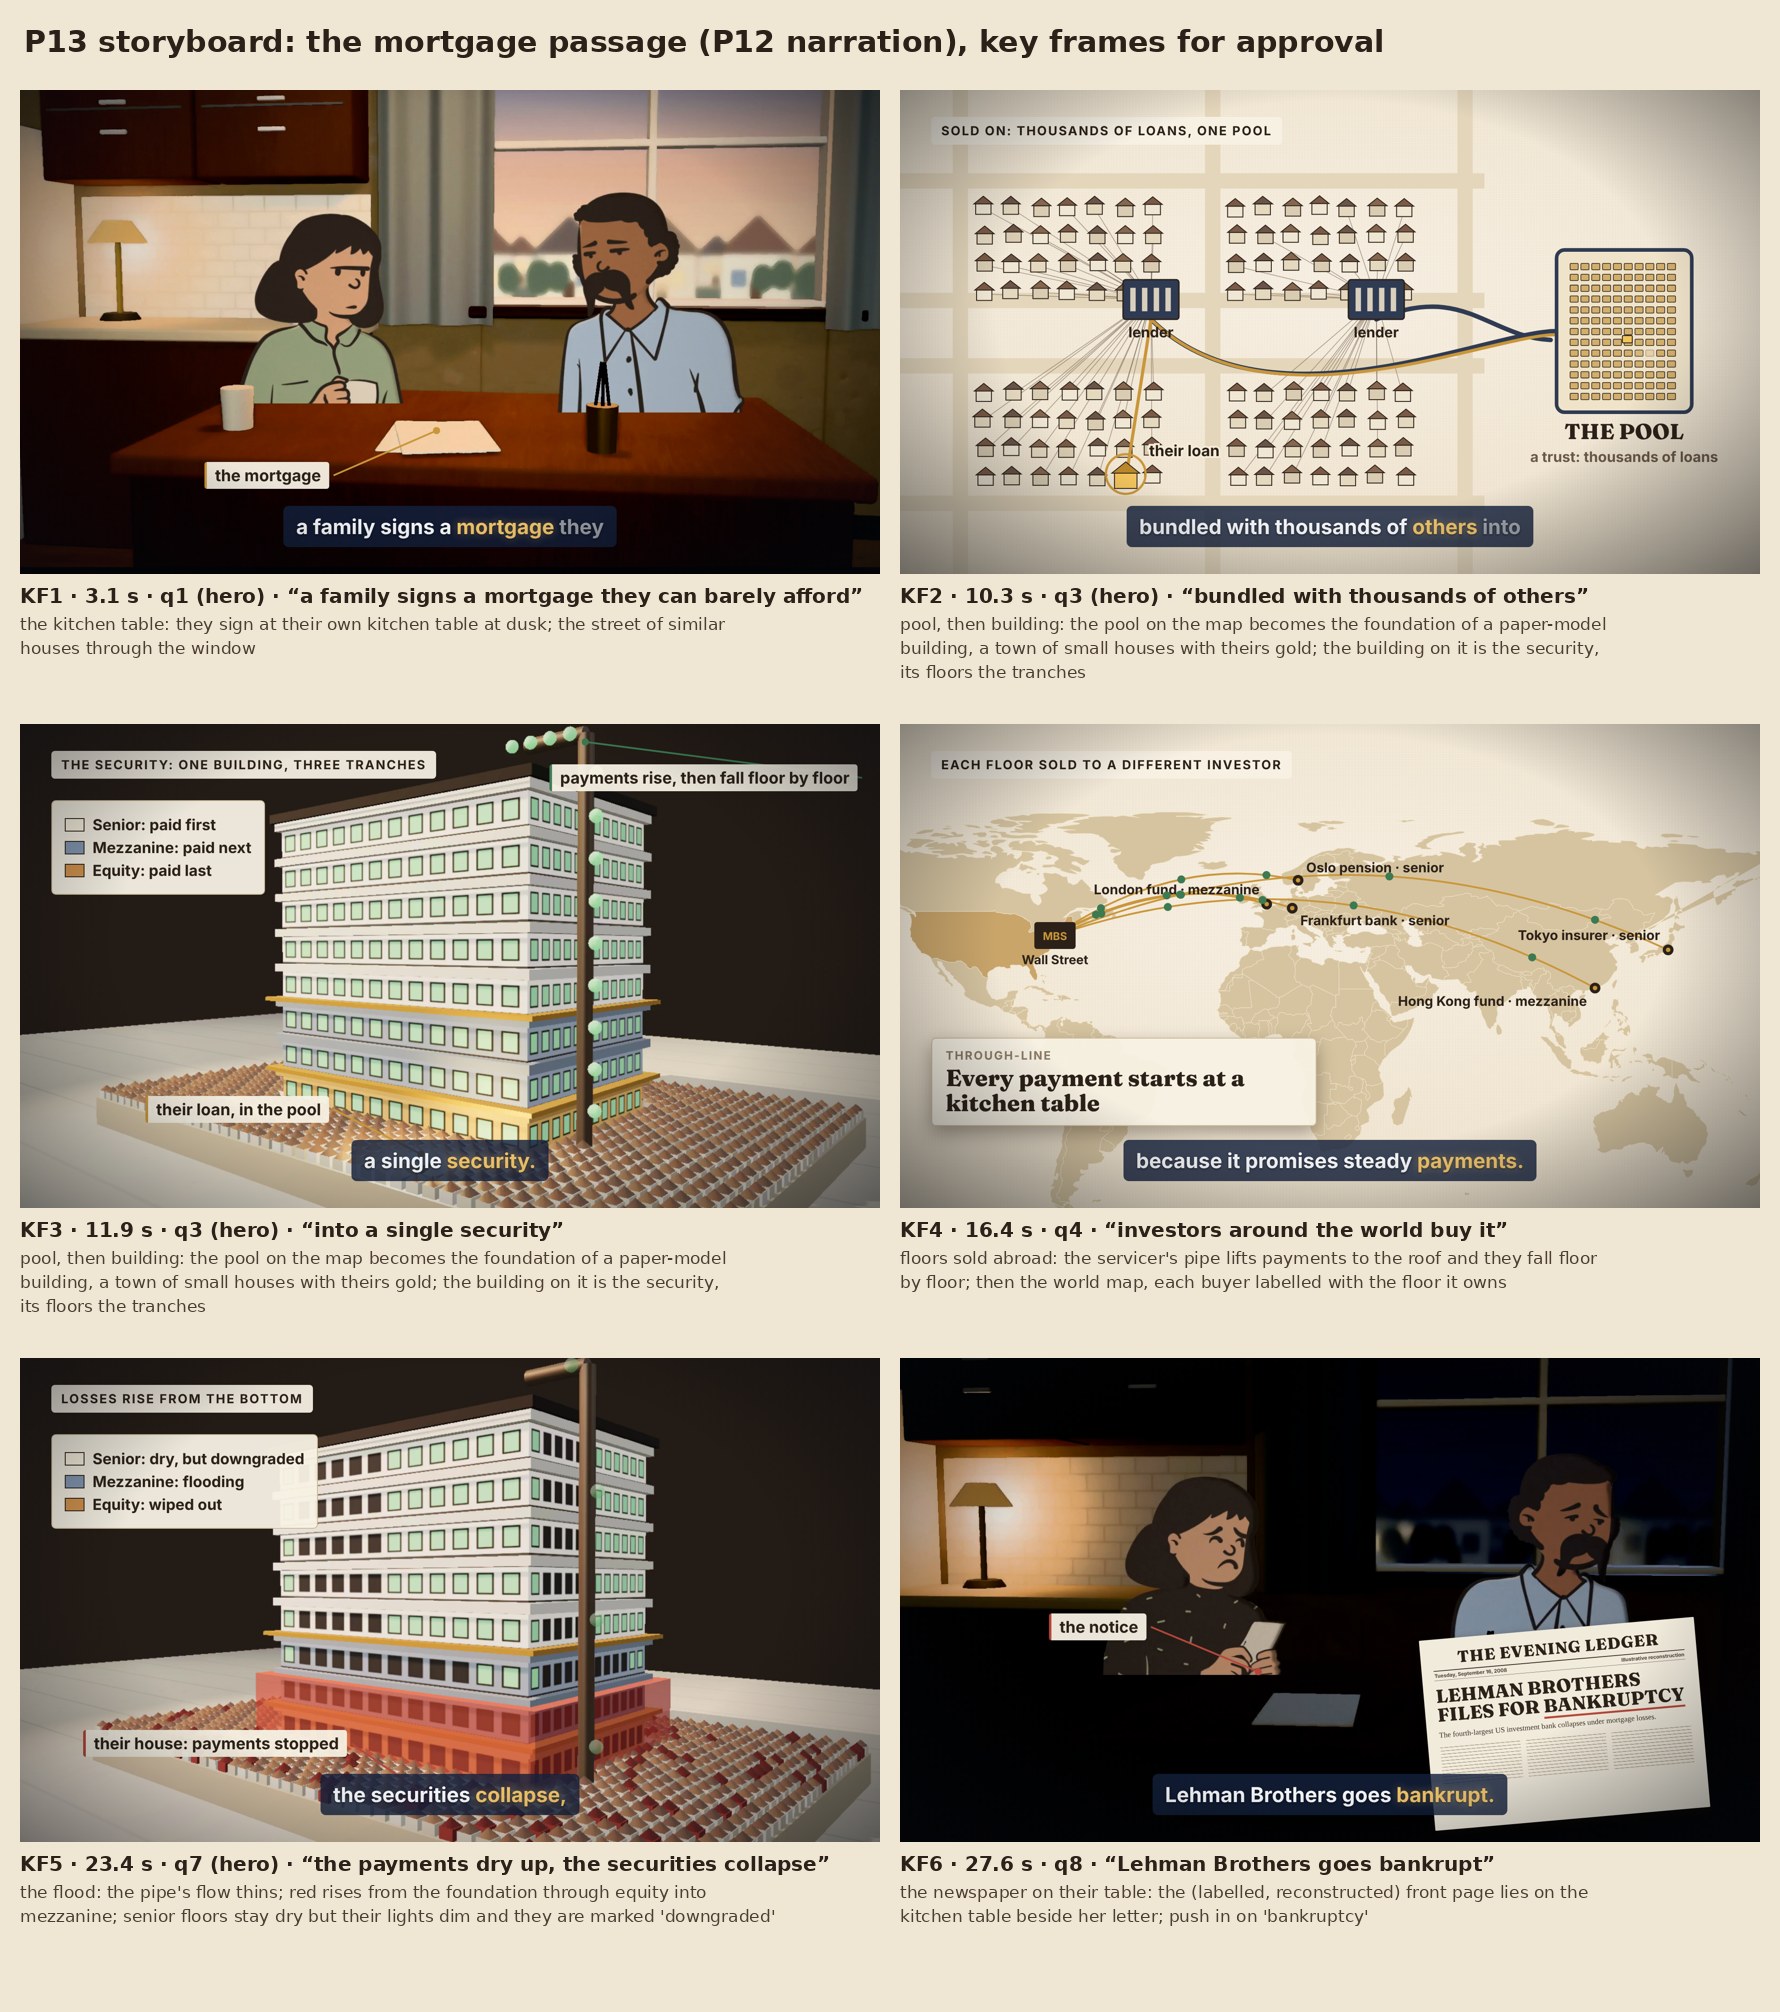 P13 storyboard: the mortgage passage (P12 narration), key frames for approval
the mortgage
a family signs a mortgage they
KF1 · 3.1 s · q1 (hero) · “a family signs a mortgage they can barely afford”
the kitchen table: they sign at their own kitchen table at dusk; the street of similar
houses through the window
SOLD ON: THOUSANDS OF LOANS, ONE POOL
lender
lender
their loan
THE POOL
a trust: thousands of loans
bundled with thousands of others into
KF2 · 10.3 s · q3 (hero) · “bundled with thousands of others”
pool, then building: the pool on the map becomes the foundation of a paper-model
building, a town of small houses with theirs gold; the building on it is the security,
its floors the tranches
THE SECURITY: ONE BUILDING, THREE TRANCHES
payments rise, then fall floor by floor
Senior: paid first
Mezzanine: paid next
Equity: paid last
their loan, in the pool
a single security.
KF3 · 11.9 s · q3 (hero) · “into a single security”
pool, then building: the pool on the map becomes the foundation of a paper-model
building, a town of small houses with theirs gold; the building on it is the security,
its floors the tranches
EACH FLOOR SOLD TO A DIFFERENT INVESTOR
Oslo pension · senior
London fund · mezzanine
Frankfurt bank · senior
MBS
Tokyo insurer · senior
Wall Street
Hong Kong fund · mezzanine
THROUGH-LINE
Every payment starts at a
kitchen table
because it promises steady payments.
KF4 · 16.4 s · q4 · “investors around the world buy it”
floors sold abroad: the servicer's pipe lifts payments to the roof and they fall floor
by floor; then the world map, each buyer labelled with the floor it owns
LOSSES RISE FROM THE BOTTOM
Senior: dry, but downgraded
Mezzanine: flooding
Equity: wiped out
their house: payments stopped
the securities collapse,
KF5 · 23.4 s · q7 (hero) · “the payments dry up, the securities collapse”
the flood: the pipe's flow thins; red rises from the foundation through equity into
mezzanine; senior floors stay dry but their lights dim and they are marked 'downgraded'
the notice
THE EVENING LEDGER
Tuesday, September 16, 2008
Illustrative reconstruction
LEHMAN BROTHERS
FILES FOR BANKRUPTCY
The fourth-largest US investment bank collapses under mortgage losses.
Lehman Brothers goes bankrupt.
KF6 · 27.6 s · q8 · “Lehman Brothers goes bankrupt”
the newspaper on their table: the (labelled, reconstructed) front page lies on the
kitchen table beside her letter; push in on 'bankruptcy'